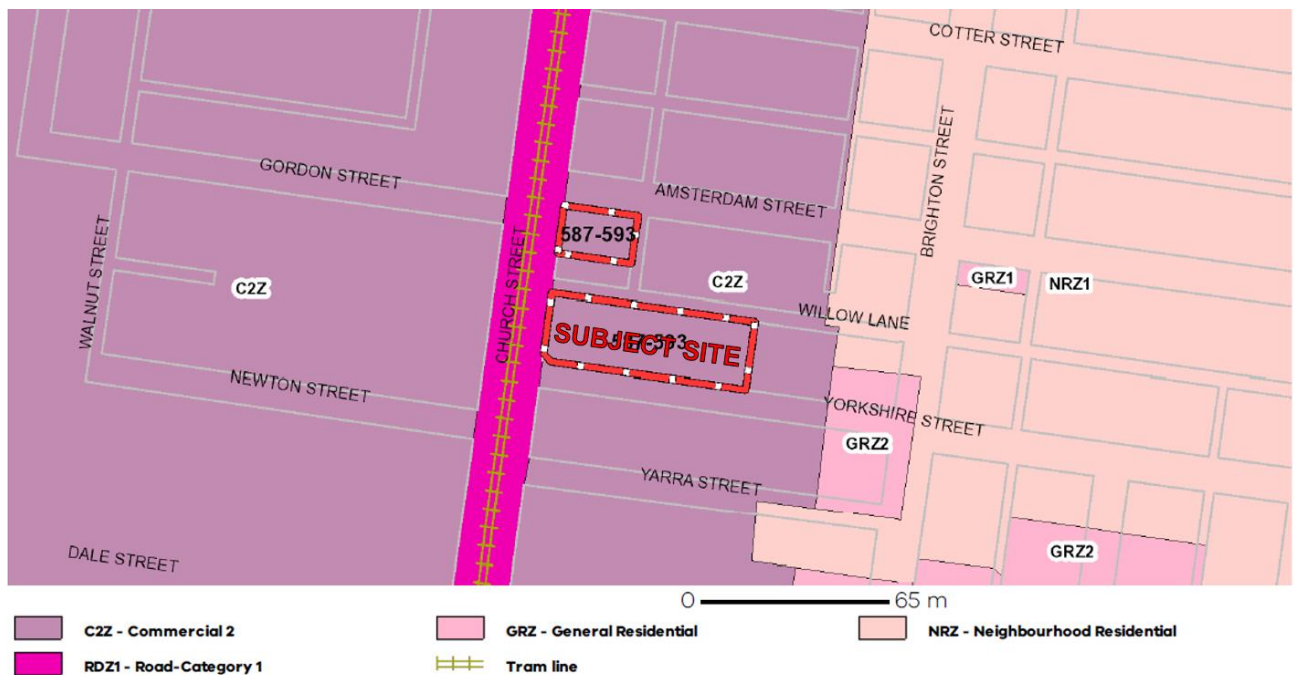 COTTER STREET
GORDON STREET
AMSTERDAM STREET
BRIGHTON STREET
WALNUT STREET
CHURCH STREET
587-593
C2Z
C2Z
GRZ1
NRZ1
WILLOW LANE
SUBJECT SITE
NEWTON STREET
YORKSHIRE STREET
GRZ2
YARRA STREET
DALE STREET
GRZ2
0 65 m
C2Z - Commercial 2
GRZ - General Residential
NRZ - Neighbourhood Residential
RDZ1 - Road-Category 1
Tram line